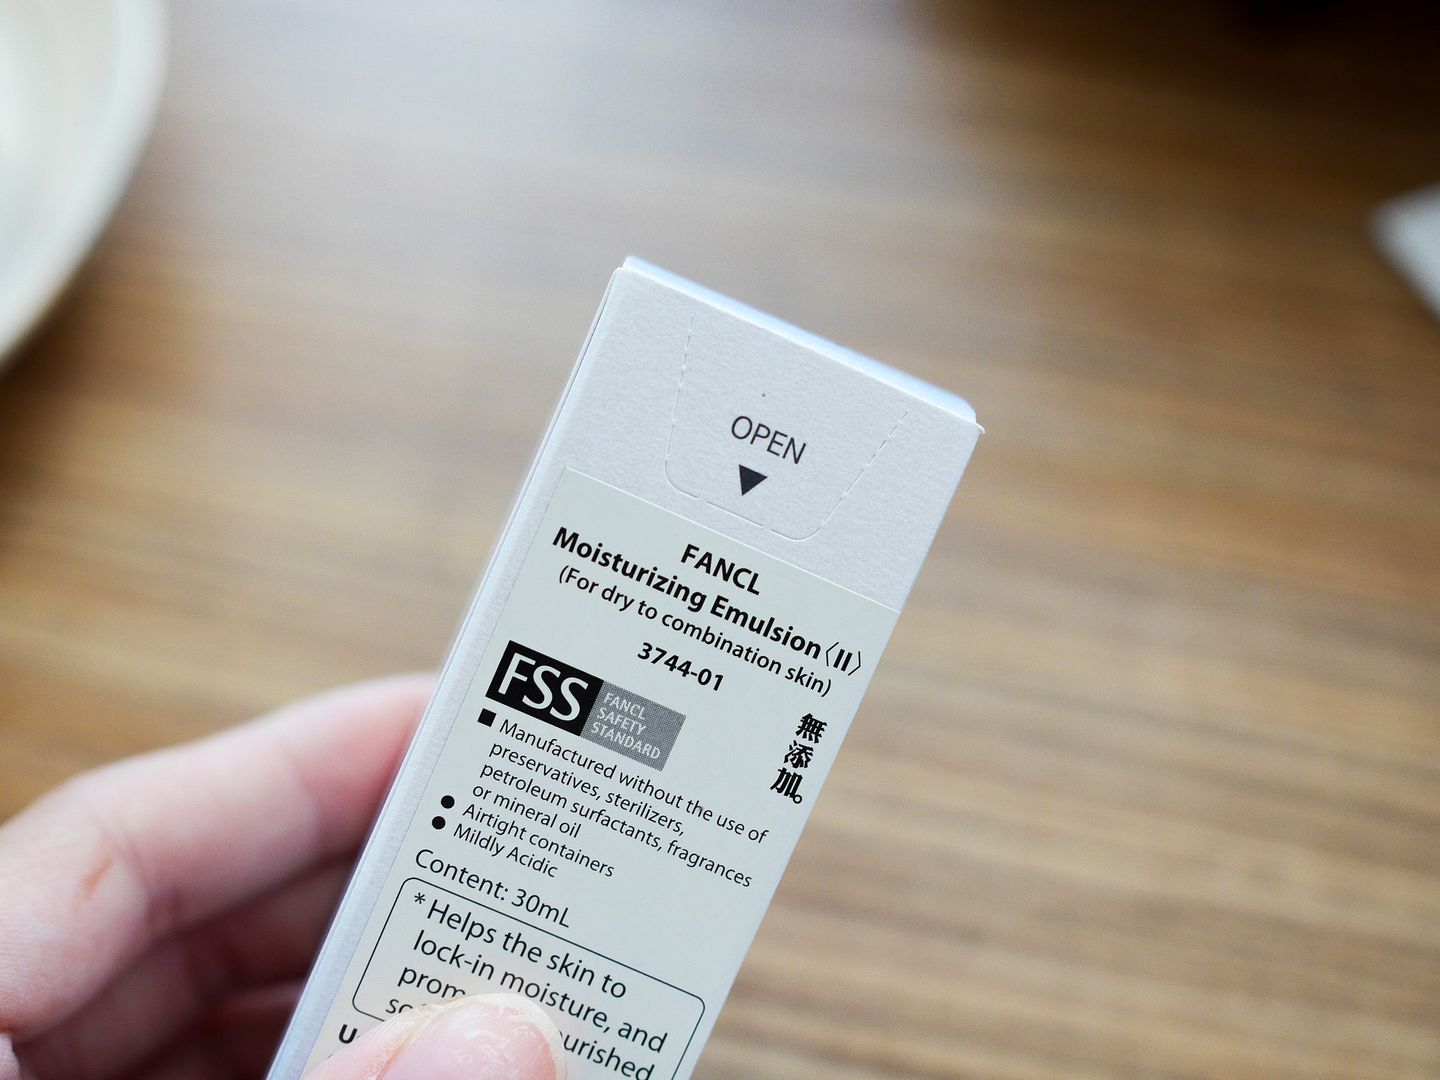 OPEN
FANCL
Moisturizing Emulsion〈II〉
(For dry to combination skin)
3744-01
FSS
FANCL
SAFETY
STANDARD
無添加。
■ Manufactured without the use of
preservatives, sterilizers,
petroleum surfactants, fragrances
or mineral oil
● Airtight containers
● Mildly Acidic
Content: 30mL
* Helps the skin to
lock-in moisture, and